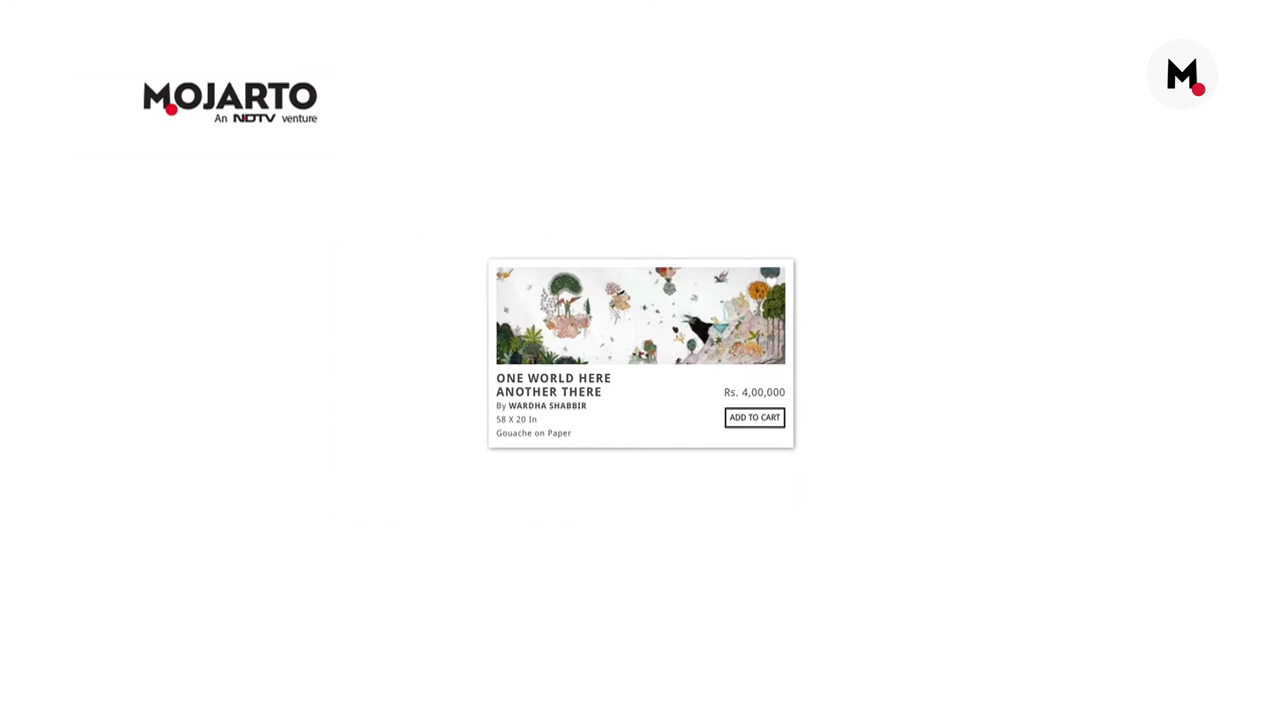 MOJARTO
An NDTV venture
M.
ONE WORLD HERE
ANOTHER THERE
By WARDHA SHABBIR
58 X 20 In
Gouache on Paper
Rs. 4,00,000
ADD TO CART